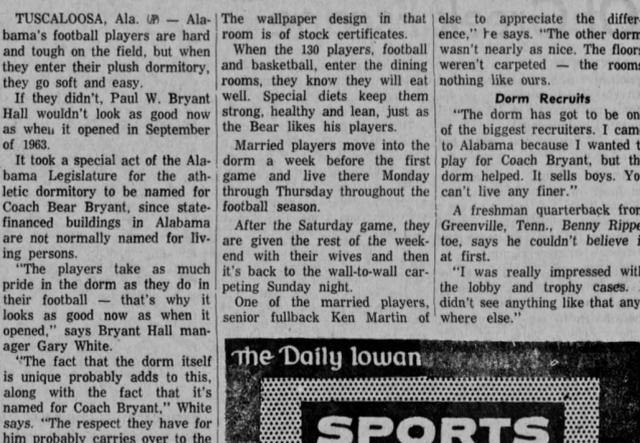 TUSCALOOSA, Ala. (AP) — Ala-
bama's football players are hard
and tough on the field, but when
they enter their plush dormitory,
they go soft and easy.
If they didn't, Paul W. Bryant
Hall wouldn't look as good now
as when it opened in September
of 1963.
It took a special act of the Ala-
bama Legislature for the ath-
letic dormitory to be named for
Coach Bear Bryant, since state-
financed buildings in Alabama
are not normally named for liv-
ing persons.
"The players take as much
pride in the dorm as they do in
their football — that's why it
looks as good now as when it
opened," says Bryant Hall man-
ager Gary White.
"The fact that the dorm itself
is unique probably adds to this,
along with the fact that it's
named for Coach Bryant," White
says. "The respect they have for
him probably carries over to the
The wallpaper design in that
room is of stock certificates.
When the 130 players, football
and basketball, enter the dining
rooms, they know they will eat
well. Special diets keep them
strong, healthy and lean, just as
the Bear likes his players.
Married players move into the
dorm a week before the first
game and live there Monday
through Thursday throughout the
football season.
After the Saturday game, they
are given the rest of the week-
end with their wives and then
it's back to the wall-to-wall car-
peting Sunday night.
One of the married players,
senior fullback Ken Martin of
else to appreciate the differ-
ence," he says. "The other dorm
wasn't nearly as nice. The floors
weren't carpeted — the rooms
nothing like ours.
Dorm Recruits
"The dorm has got to be one
of the biggest recruiters. I came
to Alabama because I wanted t
play for Coach Bryant, but th
dorm helped. It sells boys. Yo
can't live any finer."
A freshman quarterback from
Greenville, Tenn., Benny Rippe
toe, says he couldn't believe i
at first.
"I was really impressed with
the lobby and trophy cases.
didn't see anything like that any-
where else."
The Daily Iowan
SPORTS